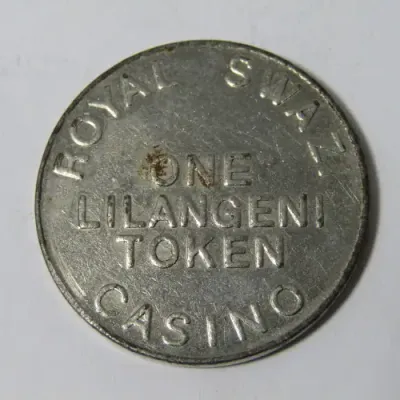 ROYAL SWAZI
ONE
LILANGENI
TOKEN
CASINO